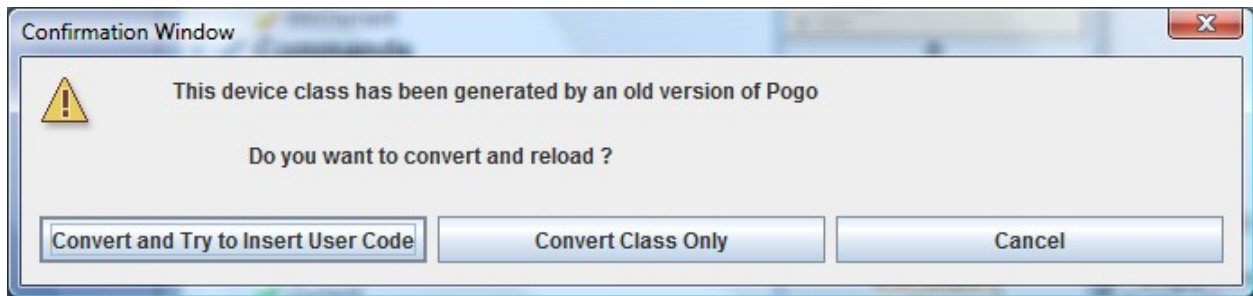 Confirmation Window
This device class has been generated by an old version of Pogo
Do you want to convert and reload ?
Convert and Try to Insert User Code
Convert Class Only
Cancel